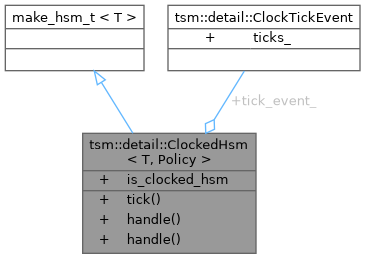 make_hsm_t < T >
tsm::detail::ClockTickEvent
+ ticks_
+tick_event_
tsm::detail::ClockedHsm
< T, Policy >
+ is_clocked_hsm
+ tick()
+ handle()
+ handle()